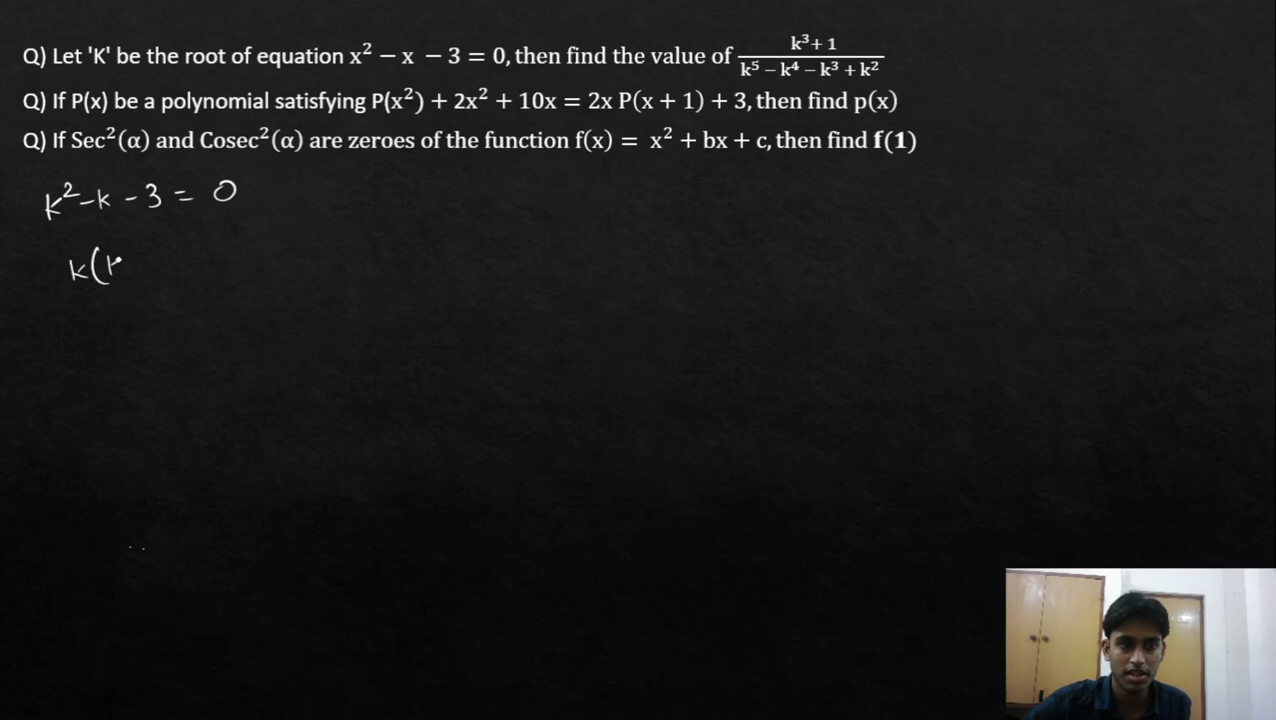 Q) Let 'K' be the root of equation x² − x − 3 = 0, then find the value of (k³+ 1)/(k⁵ − k⁴ − k³ + k²)
Q) If P(x) be a polynomial satisfying P(x²) + 2x² + 10x = 2x P(x + 1) + 3, then find p(x)
Q) If Sec²(α) and Cosec²(α) are zeroes of the function f(x) = x² + bx + c, then find f(1)
k² - k - 3 = 0
k(k